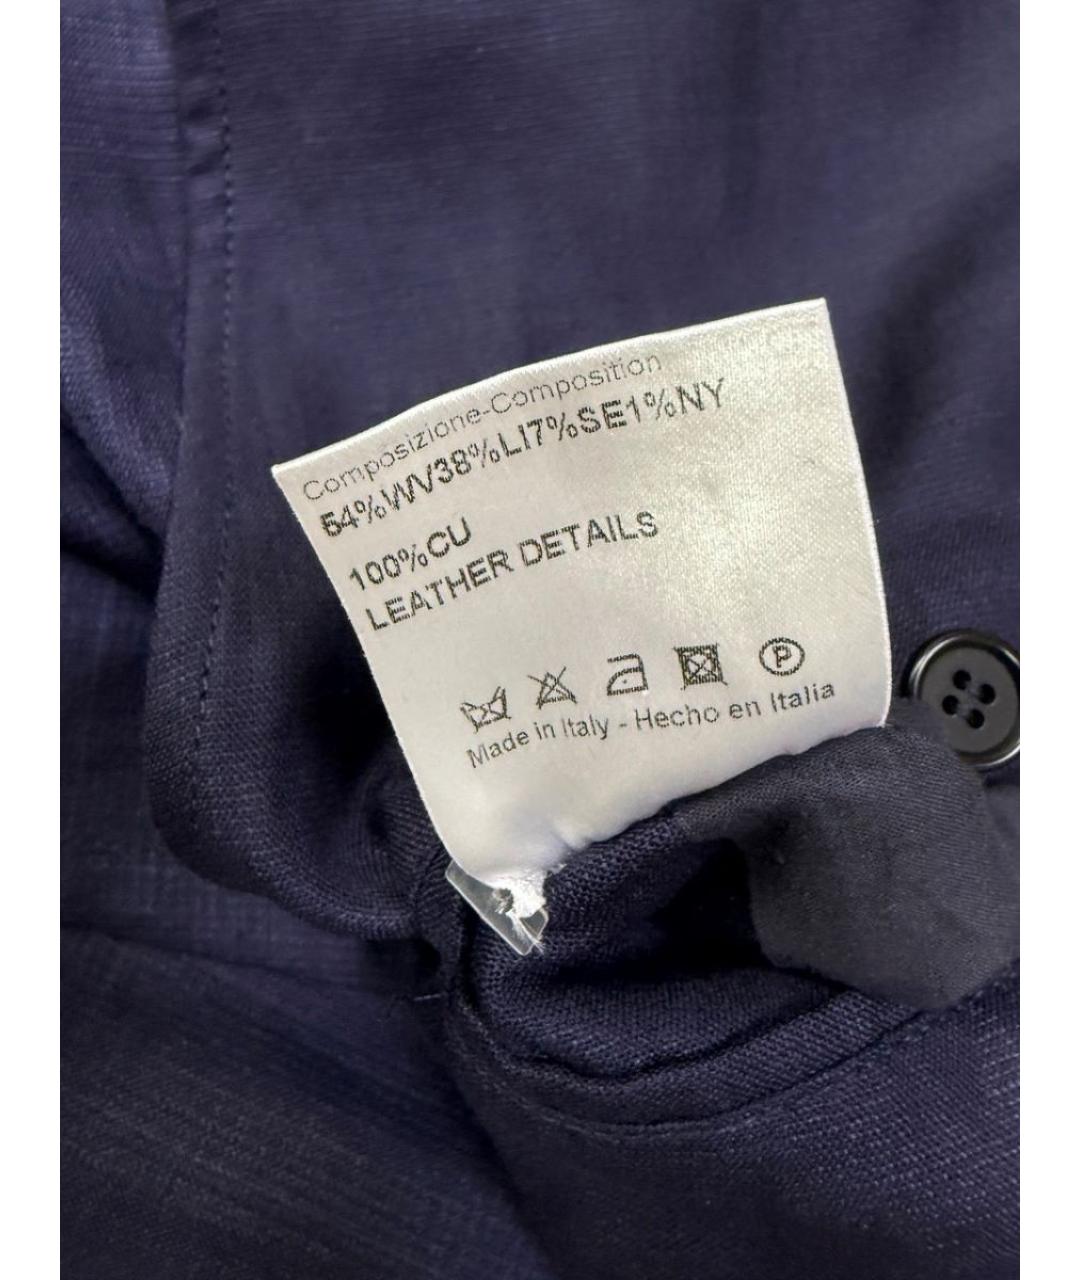 Composizione-Composition
54%WV38%LI7%SE1%NY
100%CU
LEATHER DETAILS
P
Made in Italy - Hecho en Italia